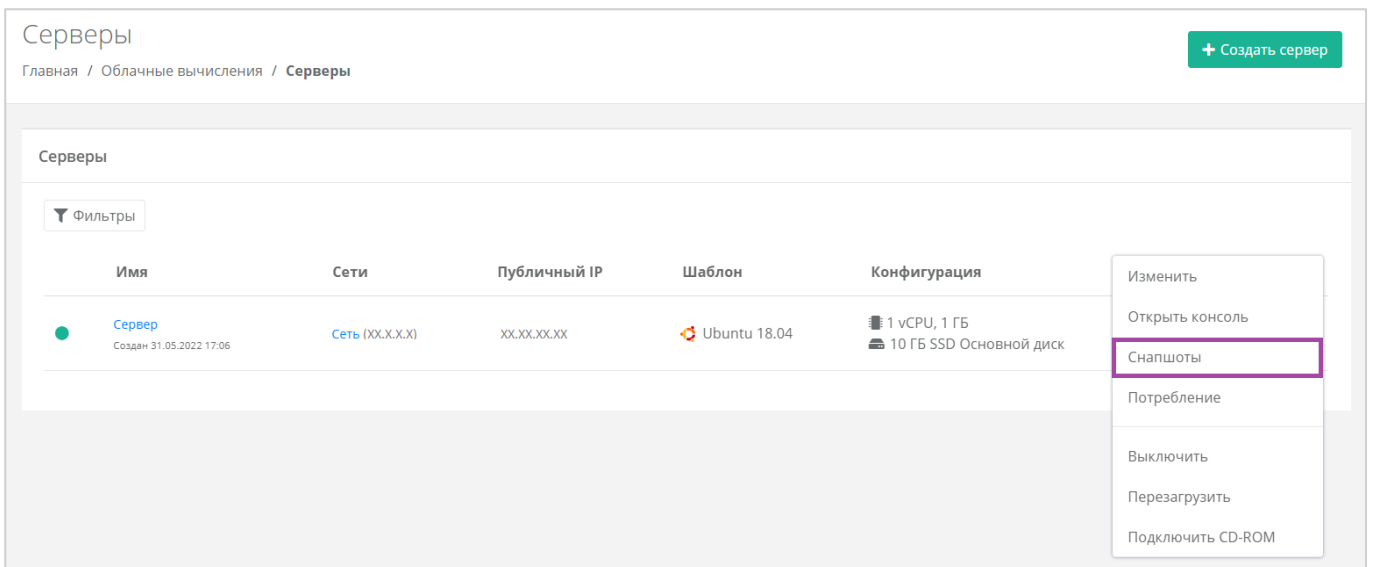 Серверы
+ Создать сервер
Главная / Облачные вычисления / Серверы
Серверы
Фильтры
Имя Сети Публичный IP Шаблон Конфигурация
Сервер
Создан 31.05.2022 17:06
Сеть (XX.X.X.X)
XX.XX.XX.XX
Ubuntu 18.04
1 vCPU, 1 ГБ
10 ГБ SSD Основной диск
Изменить
Открыть консоль
Снапшоты
Потребление
Выключить
Перезагрузить
Подключить CD-ROM